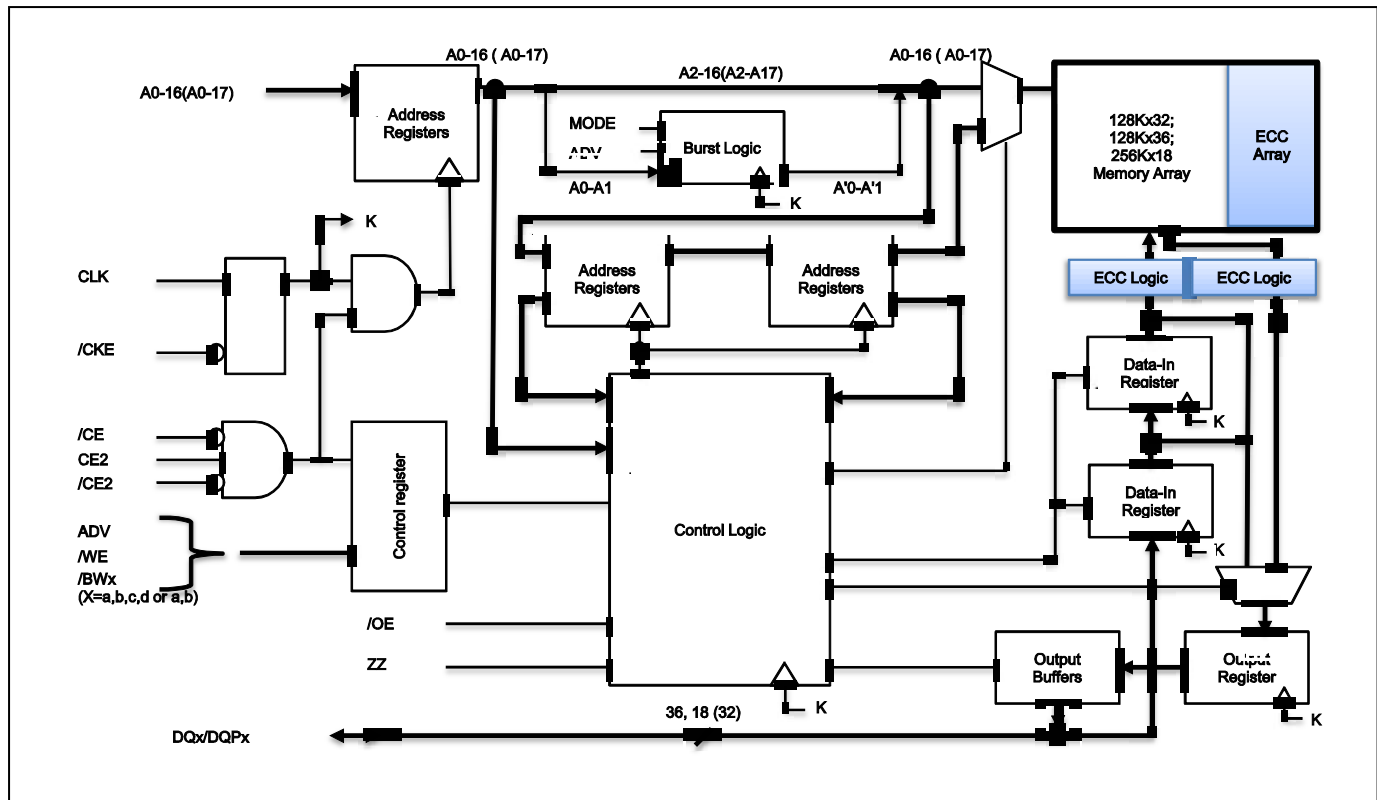 A0-16 ( A0-17)
A2-16(A2-A17)
A0-16 ( A0-17)
A0-16(A0-17)
Address
Registers
MODE
ADV
Burst Logic
A0-A1
A'0-A'1
K
128Kx32;
128Kx36;
256Kx18
Memory Array
ECC
Array
K
CLK
/CKE
Address
Registers
Address
Registers
ECC Logic
ECC Logic
Data-In
Register
K
/CE
CE2
/CE2
Control register
Control Logic
Data-In
Register
K
ADV
/WE
/BWx
(X=a,b,c,d or a,b)
/OE
ZZ
Output
Buffers
Output
Register
K
K
36, 18 (32)
DQx/DQPx